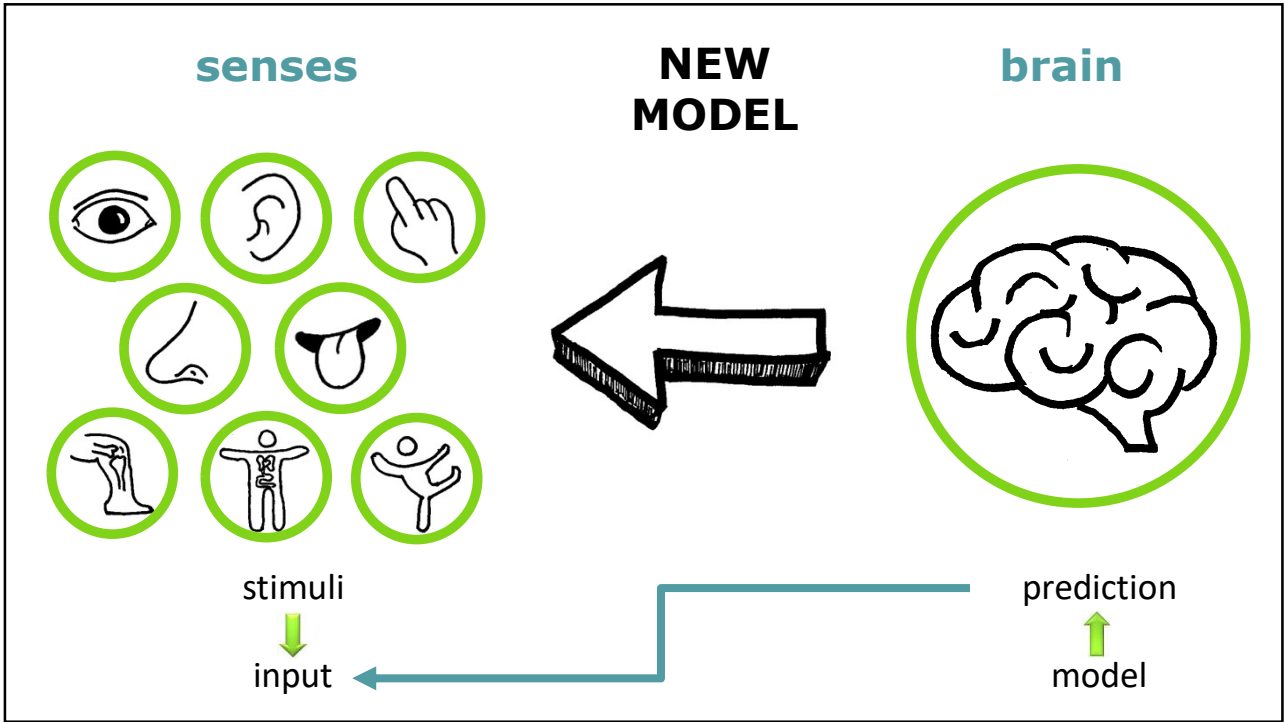 senses
NEW
MODEL
brain
stimuli
input
prediction
model